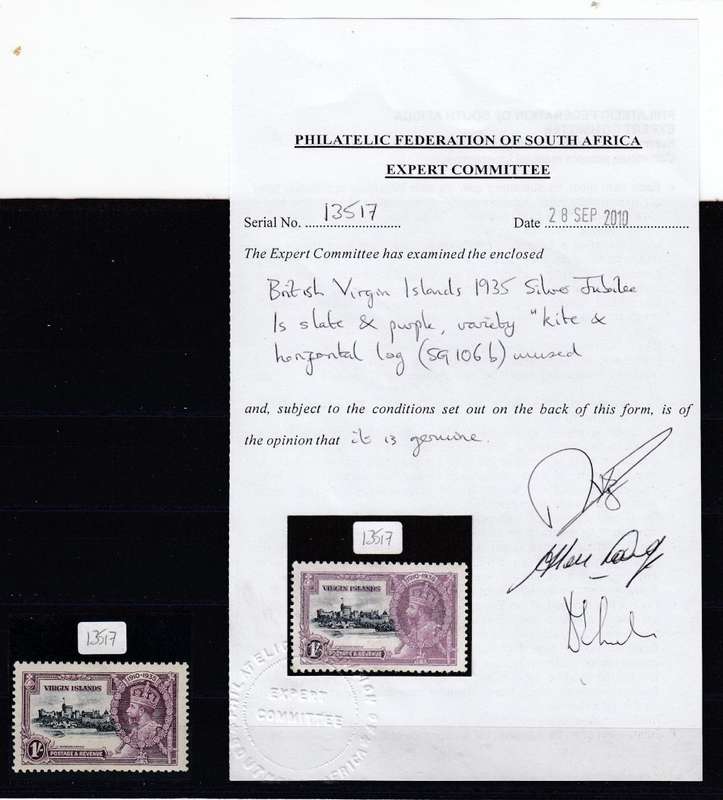 PHILATELIC FEDERATION OF SOUTH AFRICA
EXPERT COMMITTEE
Serial No. 13517 Date 28 SEP 2010
The Expert Committee has examined the enclosed
British Virgin Islands 1935 Silver Jubilee
1s slate & purple, variety "kite &
horizontal log (SG106b) unused
and, subject to the conditions set out on the back of this form, is of
the opinion that it is genuine.
13517
1910-1935
VIRGIN ISLANDS
1/-
POSTAGE & REVENUE
EXPERT
COMMITTEE
13517
1910-1935
VIRGIN ISLANDS
1/-
POSTAGE & REVENUE